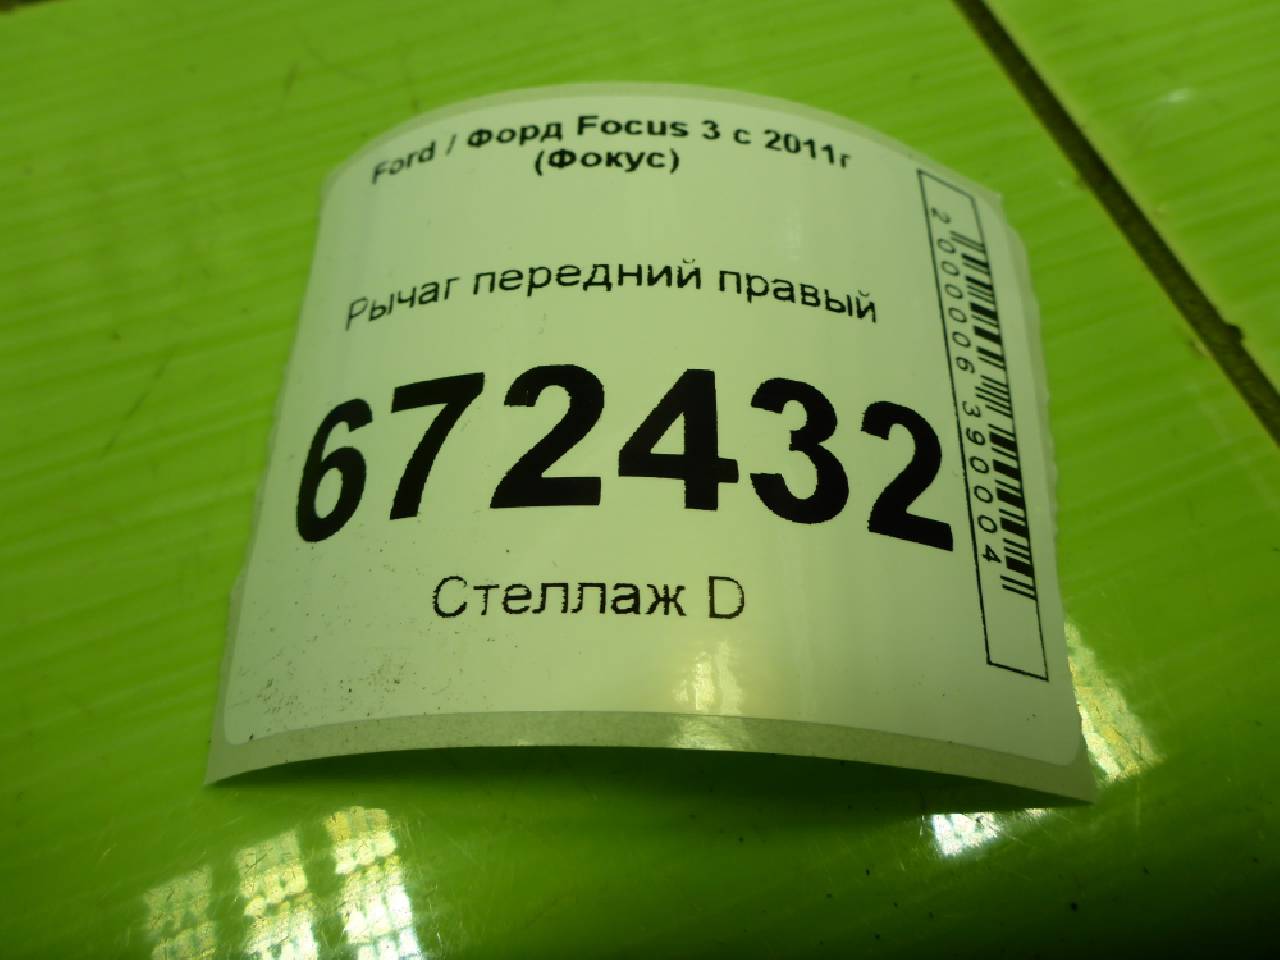 Ford / Форд Focus 3 с 2011г
(Фокус)
Рычаг передний правый
672432
Стеллаж D
2000006390004